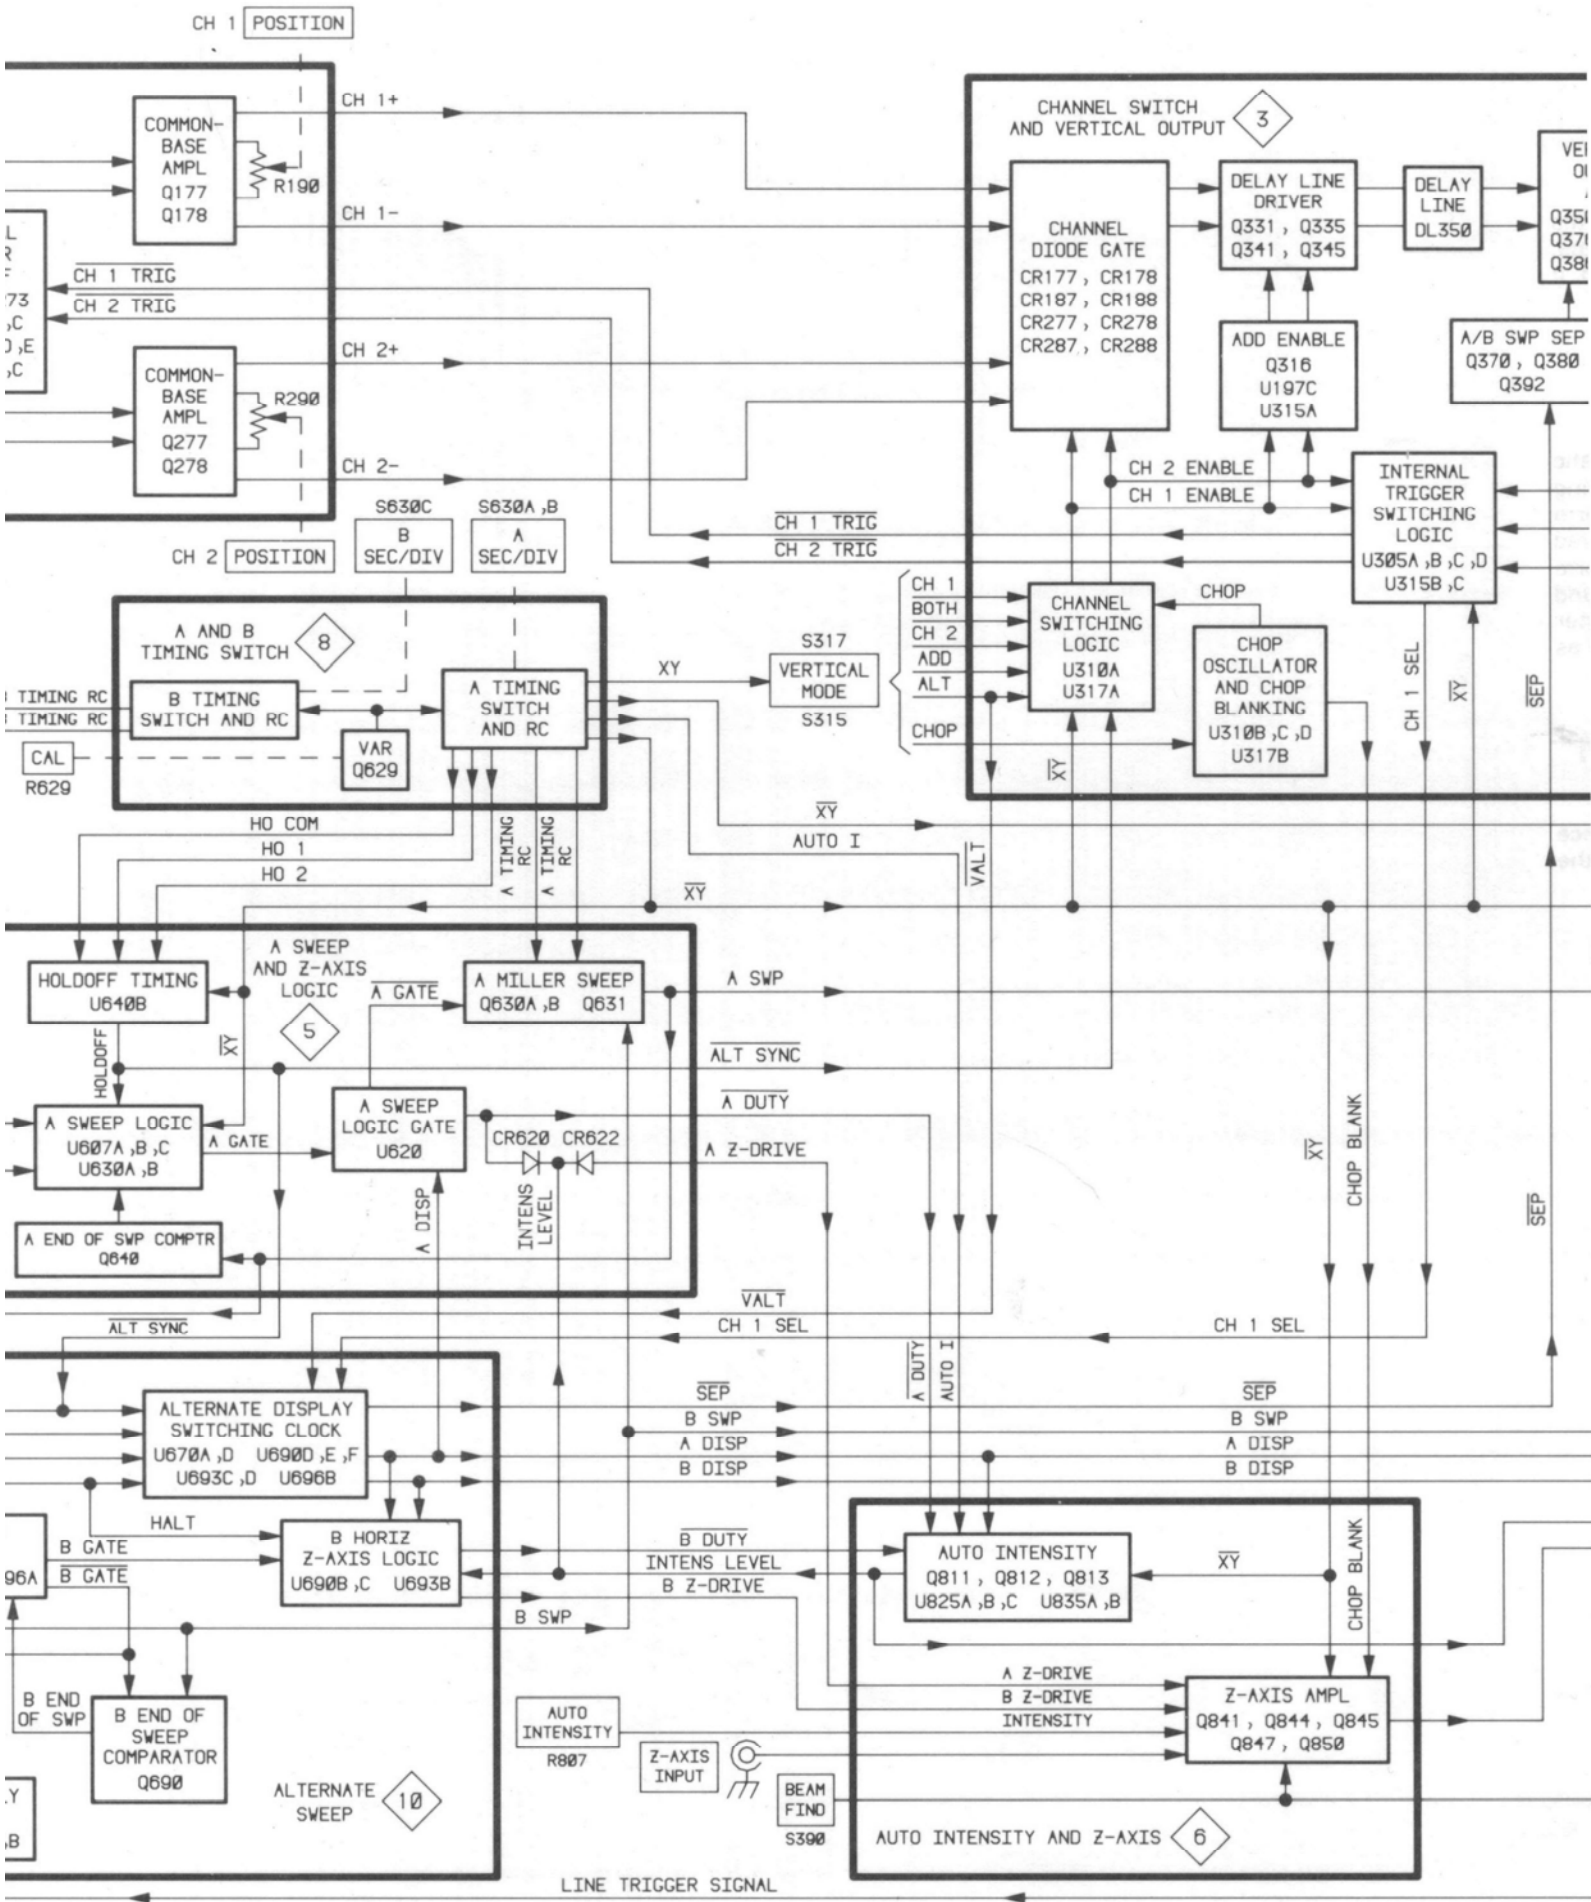 CH 1 POSITION
COMMON-
BASE
AMPL
Q177
Q178
R190
CH 1+
CH 1-
CH 1 TRIG
CH 2 TRIG
L
R
F
273
,C
D,E
,C
COMMON-
BASE
AMPL
Q277
Q278
R290
CH 2+
CH 2-
CH 2 POSITION
CHANNEL SWITCH
AND VERTICAL OUTPUT
3
CHANNEL
DIODE GATE
CR177, CR178
CR187, CR188
CR277, CR278
CR287, CR288
DELAY LINE
DRIVER
Q331, Q335
Q341, Q345
DELAY
LINE
DL350
ADD ENABLE
Q316
U197C
U315A
A/B SWP SEP
Q370, Q380
Q392
CH 2 ENABLE
CH 1 ENABLE
CH 1 TRIG
CH 2 TRIG
INTERNAL
TRIGGER
SWITCHING
LOGIC
U305A,B,C,D
U315B,C
CH 1
BOTH
CH 2
ADD
ALT
CHOP
CHANNEL
SWITCHING
LOGIC
U310A
U317A
CHOP
CHOP
OSCILLATOR
AND CHOP
BLANKING
U310B,C,D
U317B
CH 1 SEL
XY
SEP
S317
VERTICAL
MODE
S315
S630C
B
SEC/DIV
S630A,B
A
SEC/DIV
A AND B
TIMING SWITCH
8
B TIMING RC
B TIMING RC
B TIMING
SWITCH AND RC
A TIMING
SWITCH
AND RC
VAR
Q629
CAL
R629
XY
XY
AUTO I
XY
XY
VALT
HO COM
HO 1
HO 2
A TIMING
RC
A TIMING
RC
HOLDOFF TIMING
U640B
A SWEEP
AND Z-AXIS
LOGIC
5
A GATE
A MILLER SWEEP
Q630A,B Q631
A SWP
HOLDOFF
XY
ALT SYNC
A SWEEP LOGIC
U607A,B,C
U630A,B
A GATE
A SWEEP
LOGIC GATE
U620
CR620 CR622
A DUTY
A Z-DRIVE
A DISP
INTENS
LEVEL
A END OF SWP COMPTR
Q640
XY
CHOP BLANK
SEP
ALT SYNC
VALT
CH 1 SEL
CH 1 SEL
A DUTY
AUTO I
ALTERNATE DISPLAY
SWITCHING CLOCK
U670A,D U690D,E,F
U693C,D U696B
SEP
B SWP
A DISP
B DISP
SEP
B SWP
A DISP
B DISP
HALT
B GATE
B GATE
96A
B HORIZ
Z-AXIS LOGIC
U690B,C U693B
B DUTY
INTENS LEVEL
B Z-DRIVE
B SWP
AUTO INTENSITY
Q811, Q812, Q813
U825A,B,C U835A,B
XY
CHOP BLANK
B END
OF SWP
B END OF
SWEEP
COMPARATOR
Q690
ALTERNATE
SWEEP
10
Y
,B
AUTO
INTENSITY
R807
Z-AXIS
INPUT
BEAM
FIND
S390
A Z-DRIVE
B Z-DRIVE
INTENSITY
Z-AXIS AMPL
Q841, Q844, Q845
Q847, Q850
AUTO INTENSITY AND Z-AXIS
6
LINE TRIGGER SIGNAL